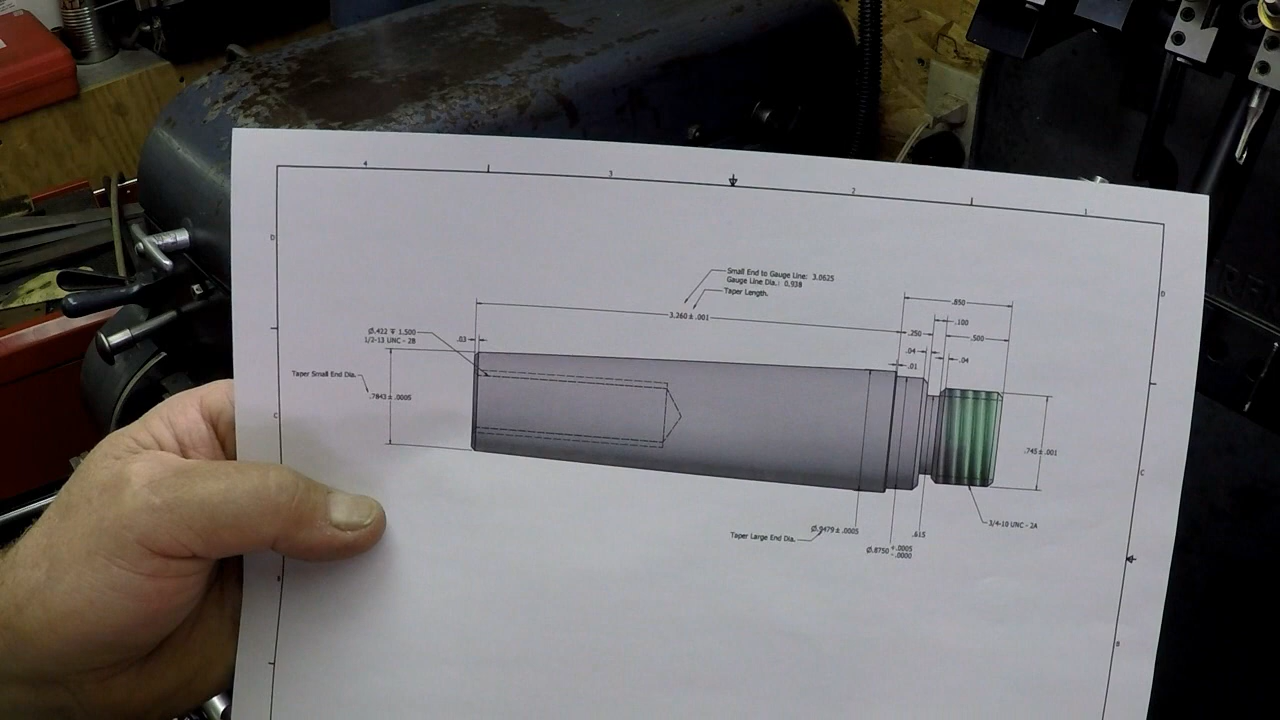 4
3
2
1
D
D
Small End to Gauge Line: 3.0625
Gauge Line Dia.: 0.938
Taper Length.
3.260 ± .001
.850
.100
.250
.500
Ø.422 ↧ 1.500
1/2-13 UNC - 2B
.03
.04
.04
.01
Taper Small End Dia.
.7843 ± .0005
C
C
.745 ± .001
3/4-10 UNC - 2A
Taper Large End Dia.
Ø.9479 ± .0005
.615
Ø.8750 +.0005 -.0000
B
B